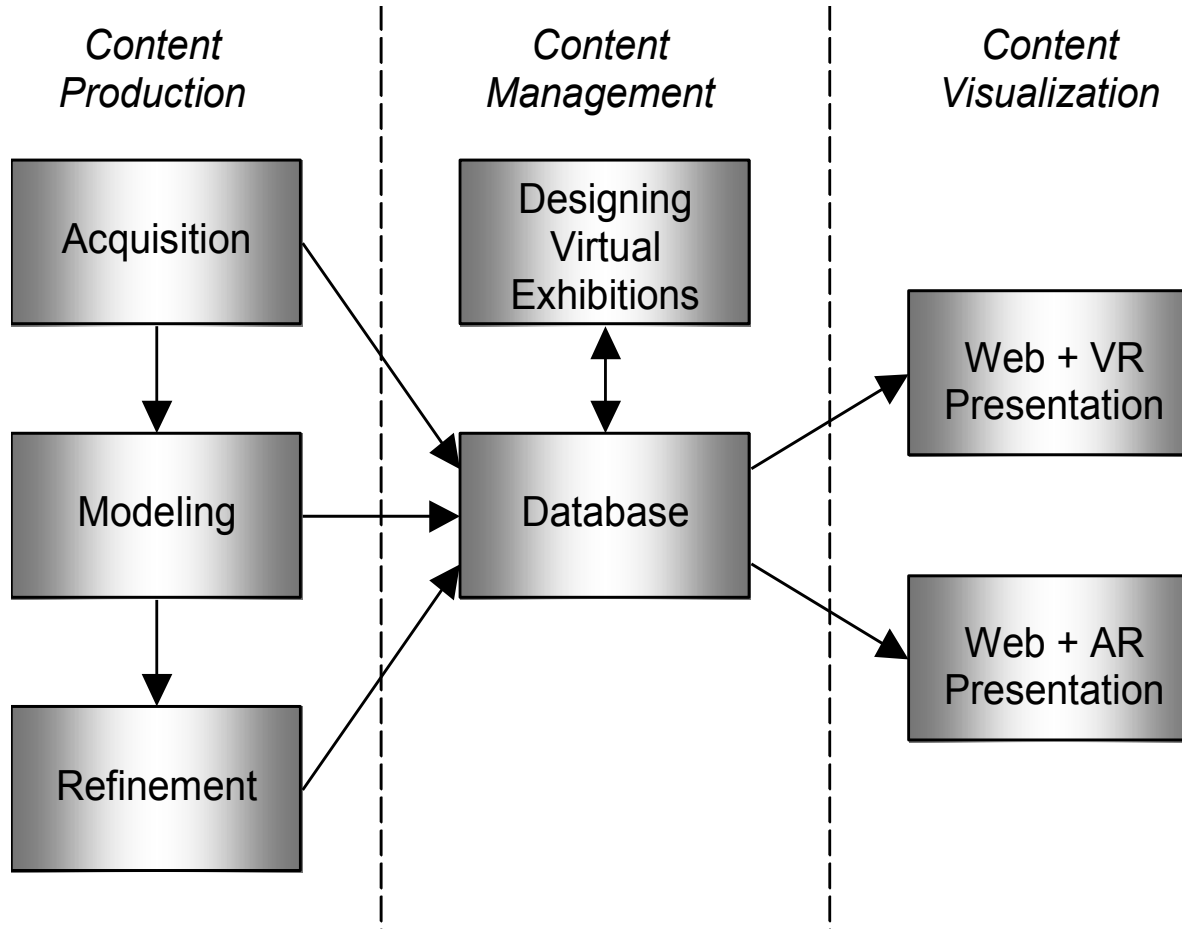 Content
Production
Content
Management
Content
Visualization
Acquisition
Designing
Virtual
Exhibitions
Web + VR
Presentation
Modeling
Database
Web + AR
Presentation
Refinement